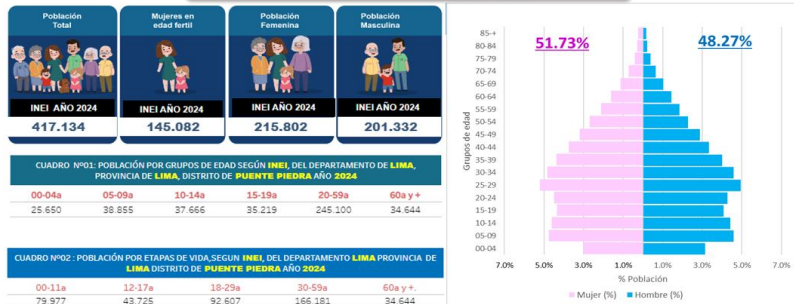 Población
Total
INEI AÑO 2024
417.134
Mujeres en
edad fertil
INEI AÑO 2024
145.082
Población
Femenina
INEI AÑO 2024
215.802
Población
Masculina
INEI AÑO 2024
201.332
CUADRO Nº01: POBLACIÓN POR GRUPOS DE EDAD SEGÚN INEI, DEL DEPARTAMENTO DE LIMA,
PROVINCIA DE LIMA, DISTRITO DE PUENTE PIEDRA AÑO 2024
00-04a 05-09a 10-14a 15-19a 20-59a 60a y +
25.650 38.855 37.666 35.219 245.100 34.644
CUADRO Nº02 : POBLACIÓN POR ETAPAS DE VIDA,SEGUN INEI, DEL DEPARTAMENTO LIMA PROVINCIA DE
LIMA DISTRITO DE PUENTE PIEDRA AÑO 2024
00-11a 12-17a 18-29a 30-59a 60a y +.
79.977 43.725 92.607 166.181 34.644
51.73% 48.27%
Grupos de edad
85-+
80-84
75-79
70-74
65-69
60-64
55-59
50-54
45-49
40-44
35-39
30-34
25-29
20-24
15-19
10-14
05-09
00-04
7.0% 5.0% 3.0% 1.0% 1.0% 3.0% 5.0% 7.0%
% Población
Mujer (%) Hombre (%)